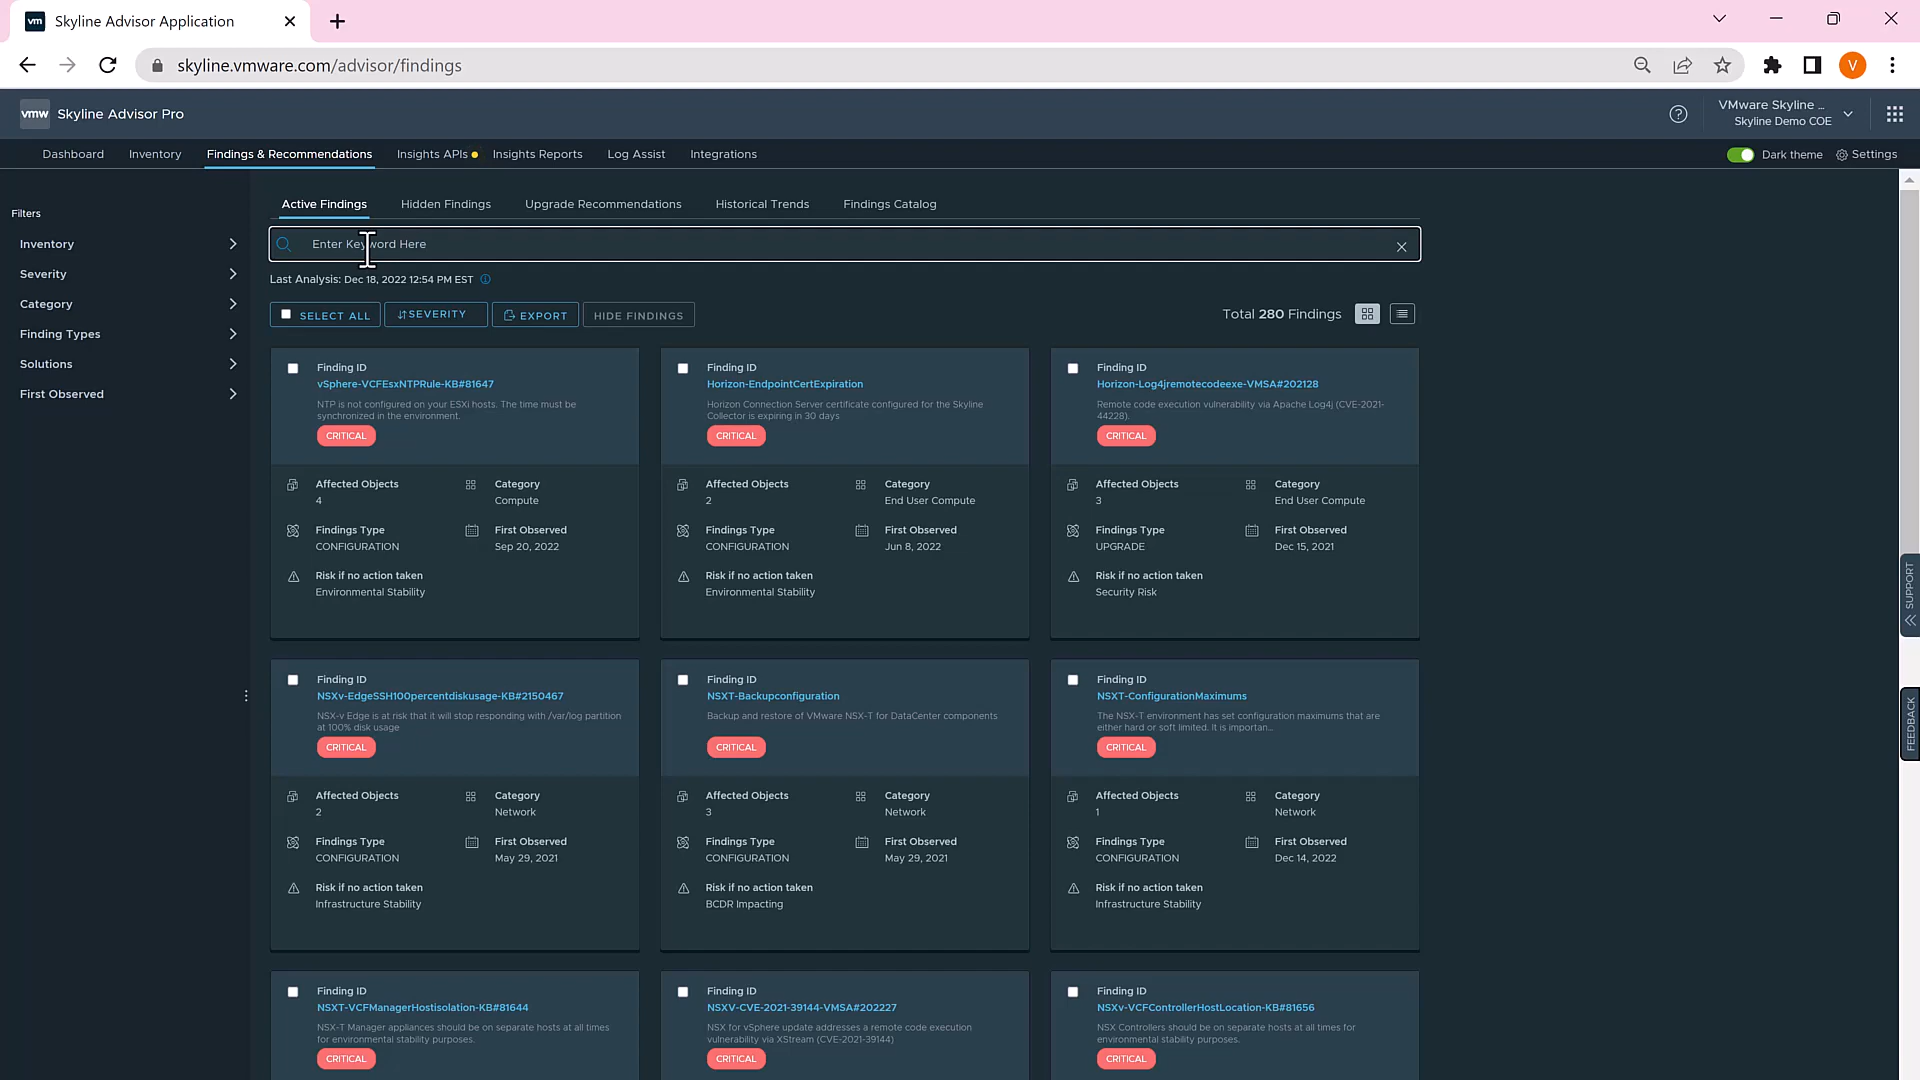 vm Skyline Advisor Application
skyline.vmware.com/advisor/findings
V
vmw Skyline Advisor Pro
VMware Skyline ...
Skyline Demo COE
Dashboard Inventory Findings & Recommendations Insights APIs Insights Reports Log Assist Integrations
Dark theme Settings
Filters
Inventory
Severity
Category
Finding Types
Solutions
First Observed
Active Findings Hidden Findings Upgrade Recommendations Historical Trends Findings Catalog
Enter Keyword Here
Last Analysis: Dec 18, 2022 12:54 PM EST
SELECT ALL SEVERITY EXPORT HIDE FINDINGS
Total 280 Findings
Finding ID
vSphere-VCFEsxNTPRule-KB#81647
NTP is not configured on your ESXi hosts. The time must be
synchronized in the environment.
CRITICAL
Affected Objects Category
4 Compute
Findings Type First Observed
CONFIGURATION Sep 20, 2022
Risk if no action taken
Environmental Stability
Finding ID
Horizon-EndpointCertExpiration
Horizon Connection Server certificate configured for the Skyline
Collector is expiring in 30 days
CRITICAL
Affected Objects Category
2 End User Compute
Findings Type First Observed
CONFIGURATION Jun 8, 2022
Risk if no action taken
Environmental Stability
Finding ID
Horizon-Log4jremotecodeexe-VMSA#202128
Remote code execution vulnerability via Apache Log4j (CVE-2021-
44228).
CRITICAL
Affected Objects Category
3 End User Compute
Findings Type First Observed
UPGRADE Dec 15, 2021
Risk if no action taken
Security Risk
Finding ID
NSXv-EdgeSSH100percentdiskusage-KB#2150467
NSX-v Edge is at risk that it will stop responding with /var/log partition
at 100% disk usage
CRITICAL
Affected Objects Category
2 Network
Findings Type First Observed
CONFIGURATION May 29, 2021
Risk if no action taken
Infrastructure Stability
Finding ID
NSXT-Backupconfiguration
Backup and restore of VMware NSX-T for DataCenter components
CRITICAL
Affected Objects Category
3 Network
Findings Type First Observed
CONFIGURATION May 29, 2021
Risk if no action taken
BCDR Impacting
Finding ID
NSXT-ConfigurationMaximums
The NSX-T environment has set configuration maximums that are
either hard or soft limited. It is importan...
CRITICAL
Affected Objects Category
1 Network
Findings Type First Observed
CONFIGURATION Dec 14, 2022
Risk if no action taken
Infrastructure Stability
Finding ID
NSXT-VCFManagerHostisolation-KB#81644
NSX-T Manager appliances should be on separate hosts at all times
for environmental stability purposes.
CRITICAL
Finding ID
NSXV-CVE-2021-39144-VMSA#202227
NSX for vSphere update addresses a remote code execution
vulnerability via XStream (CVE-2021-39144)
CRITICAL
Finding ID
NSXv-VCFControllerHostLocation-KB#81656
NSX Controllers should be on separate hosts at all times for
environmental stability purposes.
CRITICAL
SUPPORT
FEEDBACK